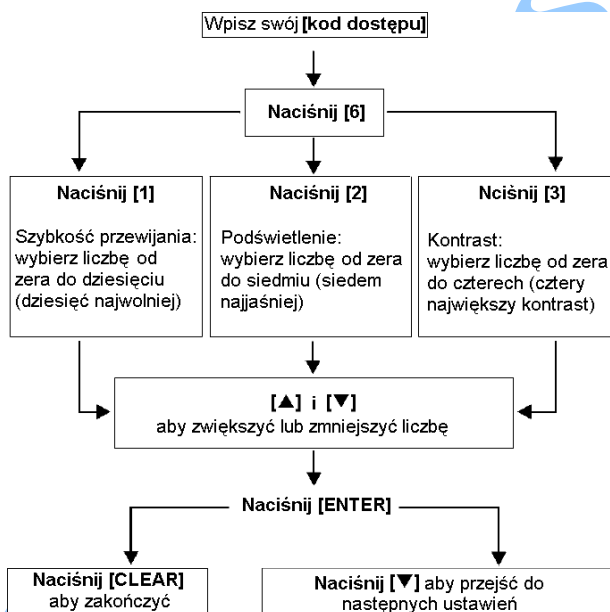 Wpisz swój [kod dostępu]
Naciśnij [6]
Naciśnij [1]
Szybkość przewijania:
wybierz liczbę od
zera do dziesięciu
(dziesięć najwolniej)
Naciśnij [2]
Podświetlenie:
wybierz liczbę od zera
do siedmiu (siedem
najjaśniej)
Nciśnij [3]
Kontrast:
wybierz liczbę od zera
do czterech (cztery
największy kontrast)
[▲] i [▼]
aby zwiększyć lub zmniejszyć liczbę
Naciśnij [ENTER]
Naciśnij [CLEAR]
aby zakończyć
Naciśnij [▼] aby przejść do
następnych ustawień